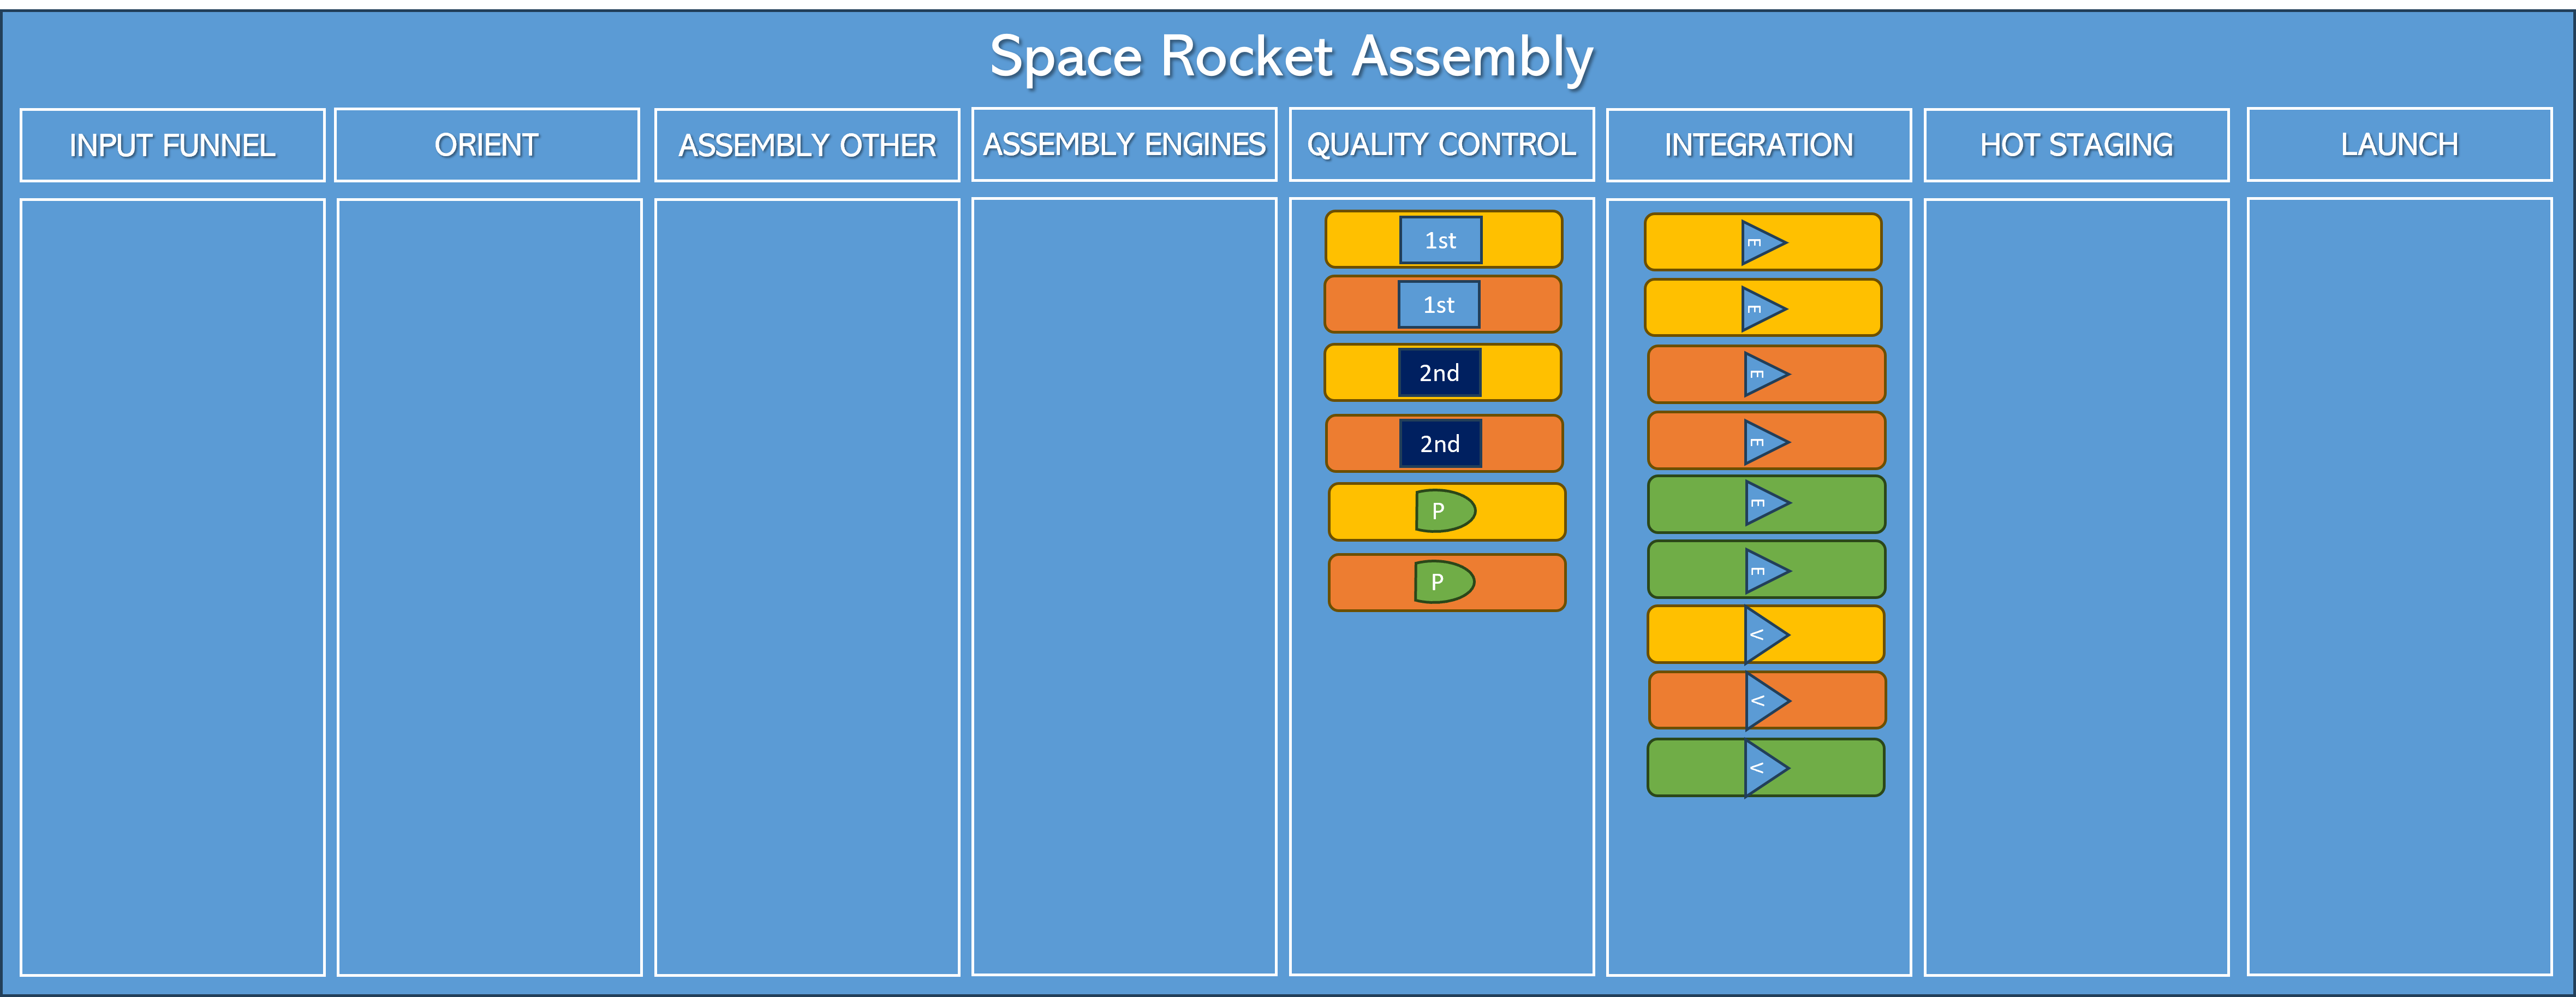 Space Rocket Assembly
INPUT FUNNEL
ORIENT
ASSEMBLY OTHER
ASSEMBLY ENGINES
QUALITY CONTROL
INTEGRATION
HOT STAGING
LAUNCH
1st
1st
2nd
2nd
P
P
E
E
E
E
E
E
V
V
V